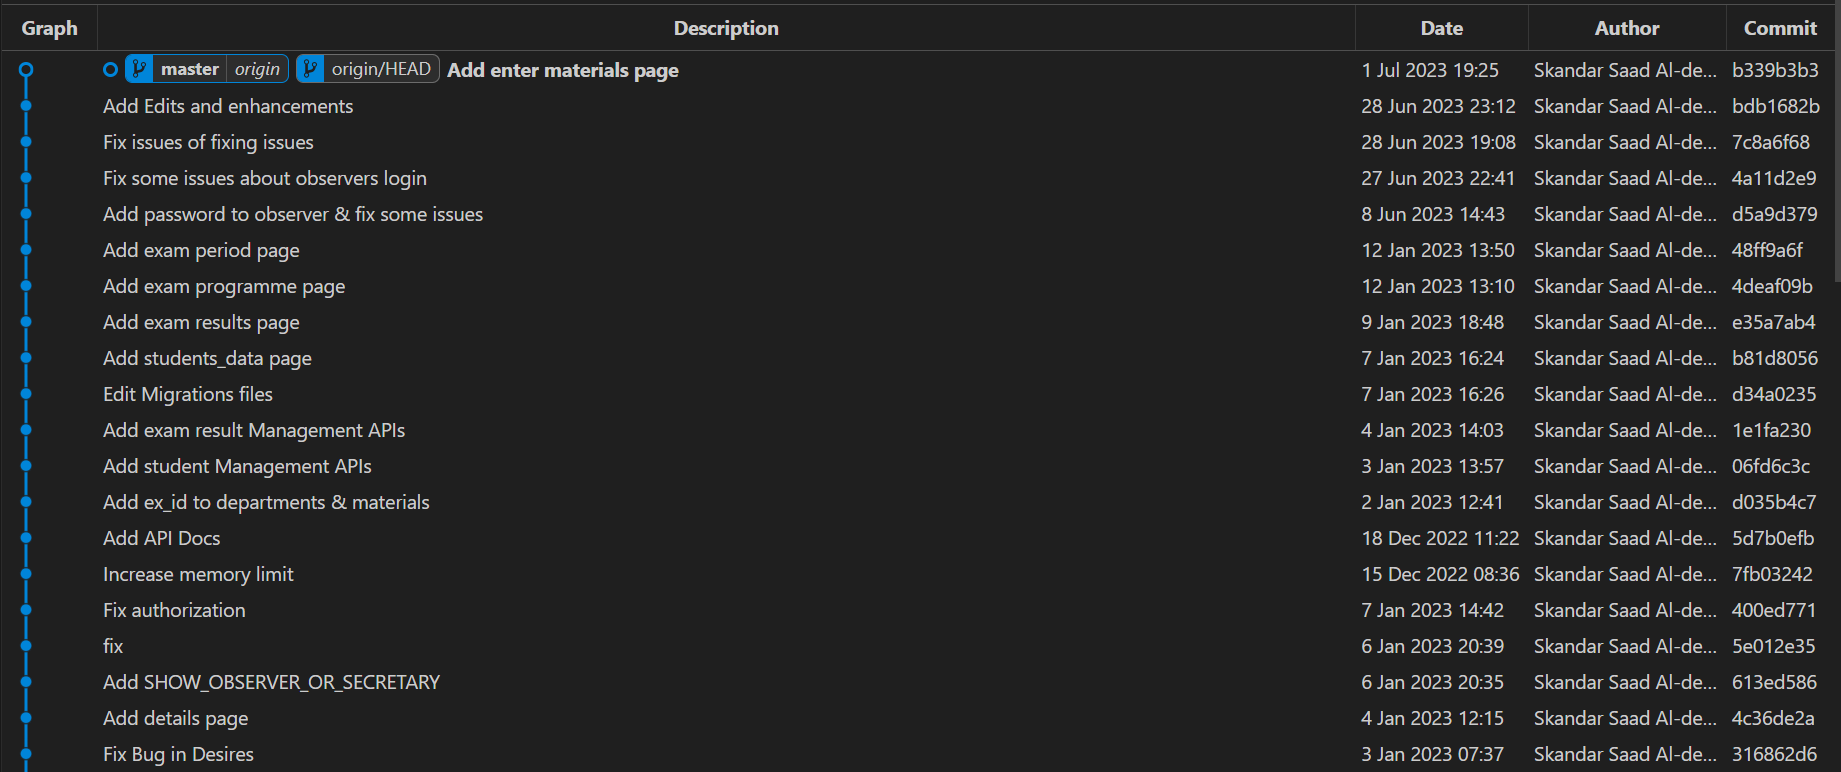 Graph Description Date Author Commit
master origin origin/HEAD Add enter materials page 1 Jul 2023 19:25 Skandar Saad Al-de... b339b3b3
Add Edits and enhancements 28 Jun 2023 23:12 Skandar Saad Al-de... bdb1682b
Fix issues of fixing issues 28 Jun 2023 19:08 Skandar Saad Al-de... 7c8a6f68
Fix some issues about observers login 27 Jun 2023 22:41 Skandar Saad Al-de... 4a11d2e9
Add password to observer & fix some issues 8 Jun 2023 14:43 Skandar Saad Al-de... d5a9d379
Add exam period page 12 Jan 2023 13:50 Skandar Saad Al-de... 48ff9a6f
Add exam programme page 12 Jan 2023 13:10 Skandar Saad Al-de... 4deaf09b
Add exam results page 9 Jan 2023 18:48 Skandar Saad Al-de... e35a7ab4
Add students_data page 7 Jan 2023 16:24 Skandar Saad Al-de... b81d8056
Edit Migrations files 7 Jan 2023 16:26 Skandar Saad Al-de... d34a0235
Add exam result Management APIs 4 Jan 2023 14:03 Skandar Saad Al-de... 1e1fa230
Add student Management APIs 3 Jan 2023 13:57 Skandar Saad Al-de... 06fd6c3c
Add ex_id to departments & materials 2 Jan 2023 12:41 Skandar Saad Al-de... d035b4c7
Add API Docs 18 Dec 2022 11:22 Skandar Saad Al-de... 5d7b0efb
Increase memory limit 15 Dec 2022 08:36 Skandar Saad Al-de... 7fb03242
Fix authorization 7 Jan 2023 14:42 Skandar Saad Al-de... 400ed771
fix 6 Jan 2023 20:39 Skandar Saad Al-de... 5e012e35
Add SHOW_OBSERVER_OR_SECRETARY 6 Jan 2023 20:35 Skandar Saad Al-de... 613ed586
Add details page 4 Jan 2023 12:15 Skandar Saad Al-de... 4c36de2a
Fix Bug in Desires 3 Jan 2023 07:37 Skandar Saad Al-de... 316862d6